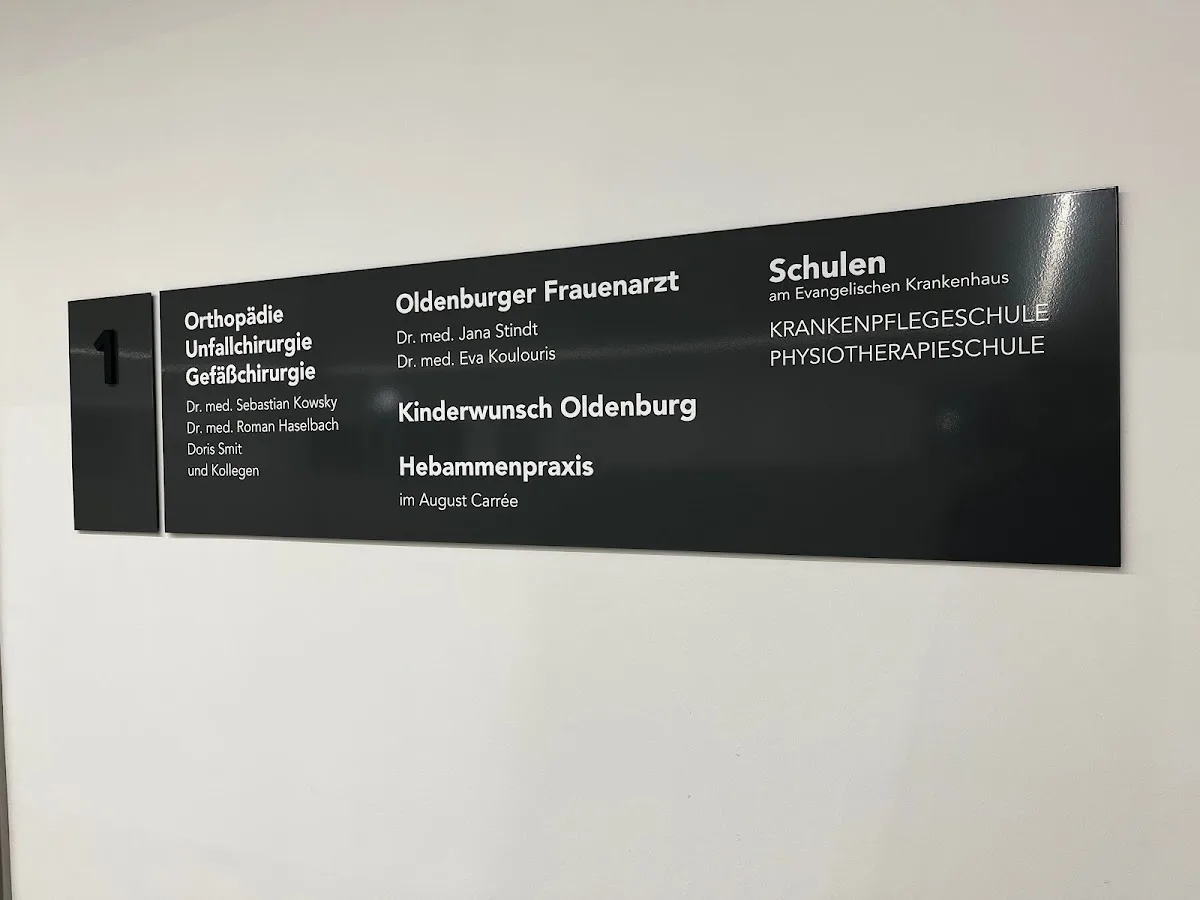 1
Orthopädie
Unfallchirurgie
Gefäßchirurgie
Dr. med. Sebastian Kowsky
Dr. med. Roman Haselbach
Doris Smit
und Kollegen
Oldenburger Frauenarzt
Dr. med. Jana Stindt
Dr. med. Eva Koulouris
Kinderwunsch Oldenburg
Hebammenpraxis
im August Carrée
Schulen
am Evangelischen Krankenhaus
KRANKENPFLEGESCHULE
PHYSIOTHERAPIESCHULE